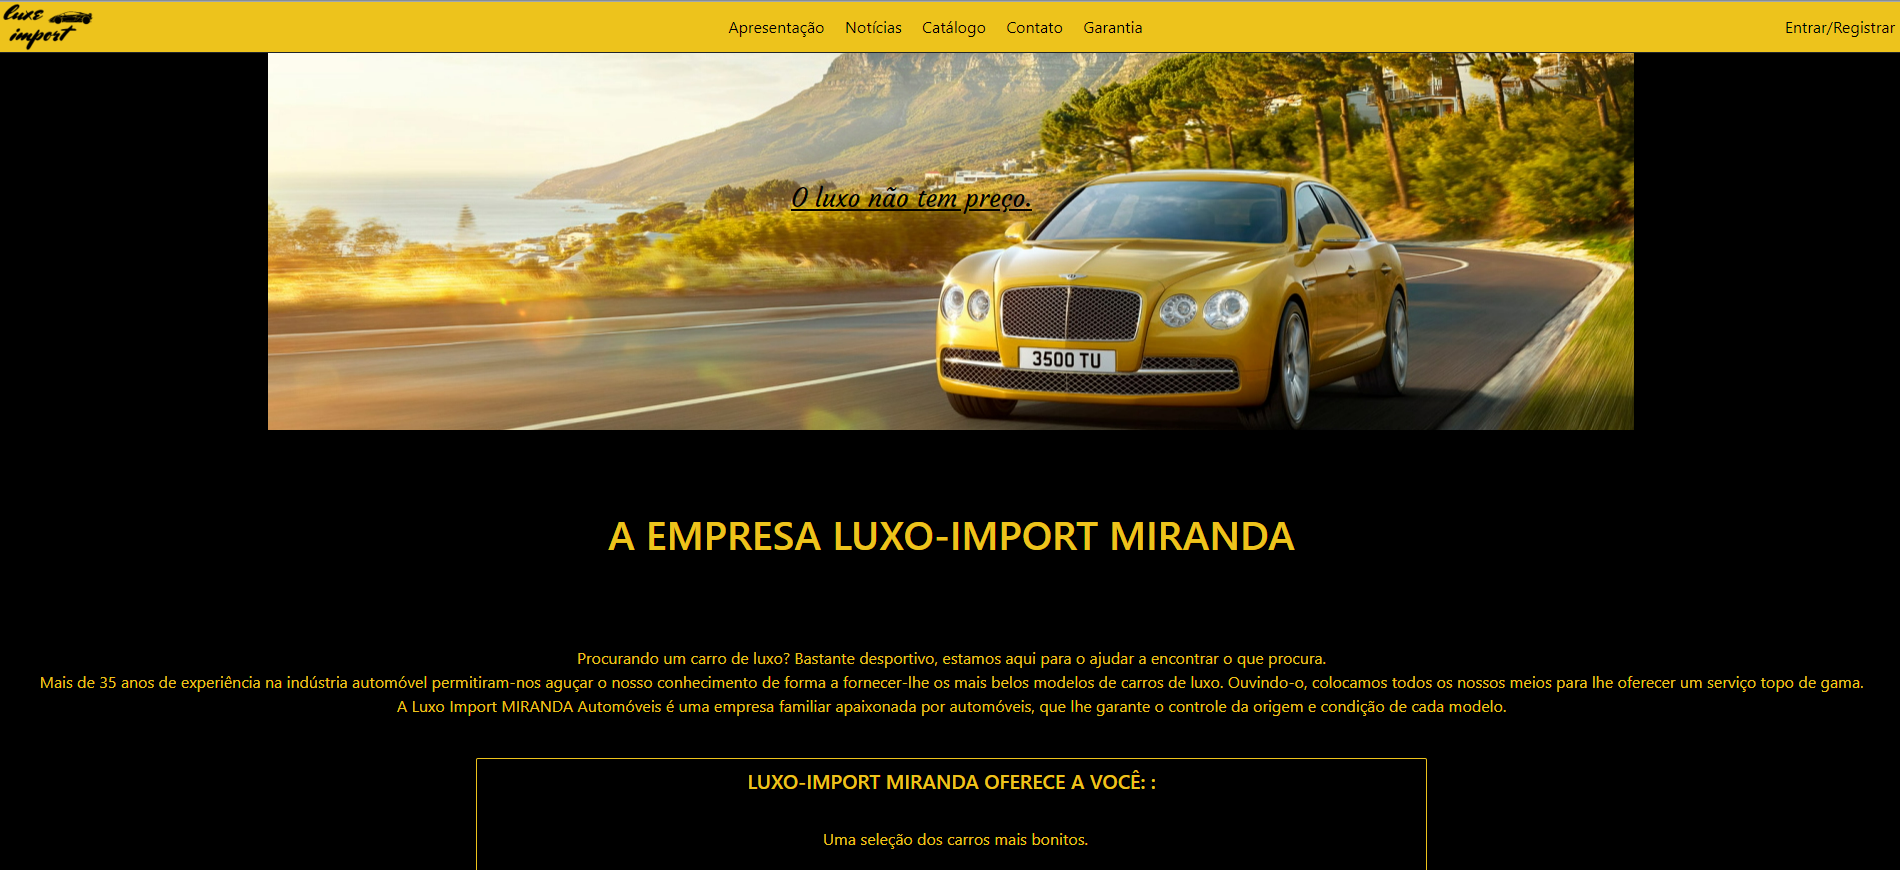 luxe
import
Apresentação Notícias Catálogo Contato Garantia
Entrar/Registrar
O luxo não tem preço.
3500 TU
A EMPRESA LUXO-IMPORT MIRANDA
Procurando um carro de luxo? Bastante desportivo, estamos aqui para o ajudar a encontrar o que procura.
Mais de 35 anos de experiência na indústria automóvel permitiram-nos aguçar o nosso conhecimento de forma a fornecer-lhe os mais belos modelos de carros de luxo. Ouvindo-o, colocamos todos os nossos meios para lhe oferecer um serviço topo de gama.
A Luxo Import MIRANDA Automóveis é uma empresa familiar apaixonada por automóveis, que lhe garante o controle da origem e condição de cada modelo.
LUXO-IMPORT MIRANDA OFERECE A VOCÊ: :
Uma seleção dos carros mais bonitos.